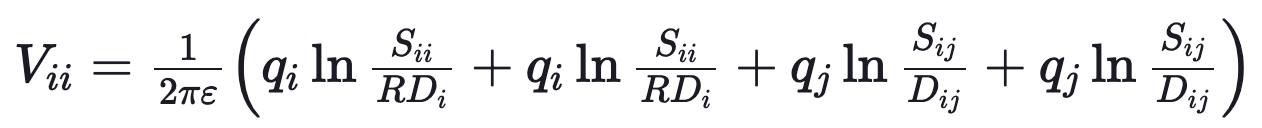 $V_{ii} = \frac{1}{2\pi\varepsilon}\left(q_i \ln \frac{S_{ii}}{RD_i} + q_i \ln \frac{S_{ii}}{RD_i} + q_j \ln \frac{S_{ij}}{D_{ij}} + q_j \ln \frac{S_{ij}}{D_{ij}}\right)$